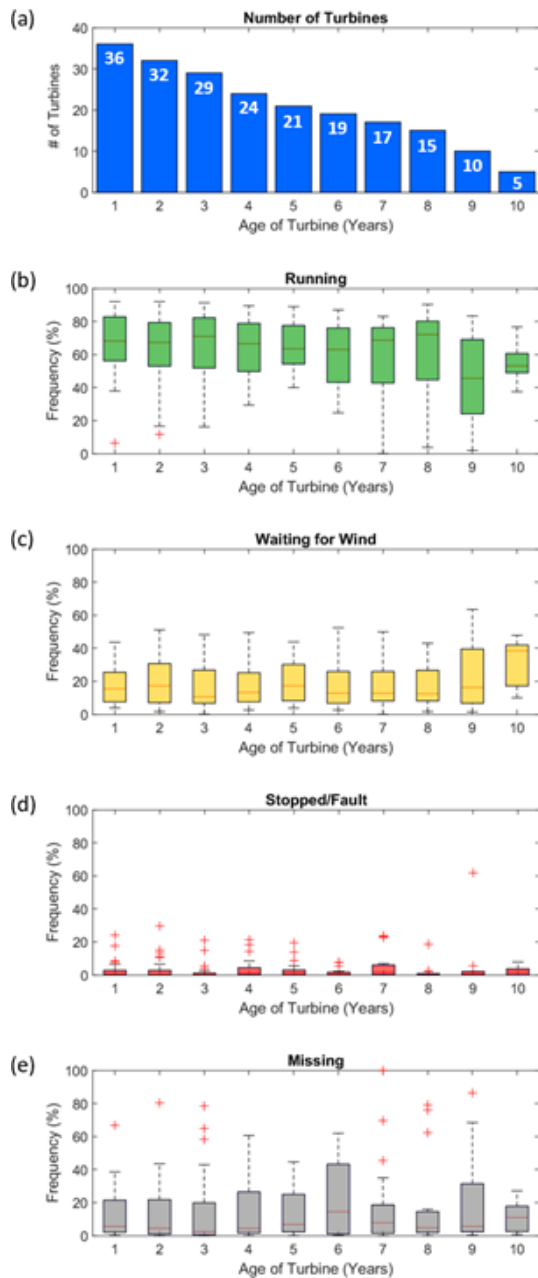 (a)
Number of Turbines
# of Turbines
40
30
20
10
0
36
32
29
24
21
19
17
15
10
5
1 2 3 4 5 6 7 8 9 10
Age of Turbine (Years)
(b)
Running
Frequency (%)
100
80
60
40
20
0
1 2 3 4 5 6 7 8 9 10
Age of Turbine (Years)
(c)
Waiting for Wind
Frequency (%)
100
80
60
40
20
0
1 2 3 4 5 6 7 8 9 10
Age of Turbine (Years)
(d)
Stopped/Fault
Frequency (%)
100
80
60
40
20
0
1 2 3 4 5 6 7 8 9 10
Age of Turbine (Years)
(e)
Missing
Frequency (%)
100
80
60
40
20
0
1 2 3 4 5 6 7 8 9 10
Age of Turbine (Years)